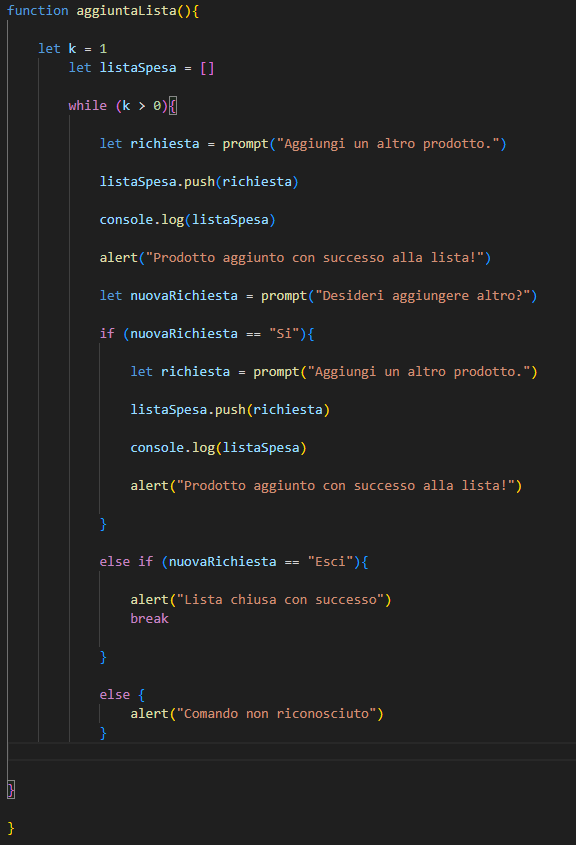 function aggiuntaLista(){
let k = 1
let listaSpesa = []
while (k > 0){
let richiesta = prompt("Aggiungi un altro prodotto.")
listaSpesa.push(richiesta)
console.log(listaSpesa)
alert("Prodotto aggiunto con successo alla lista!")
let nuovaRichiesta = prompt("Desideri aggiungere altro?")
if (nuovaRichiesta == "Si"){
let richiesta = prompt("Aggiungi un altro prodotto.")
listaSpesa.push(richiesta)
console.log(listaSpesa)
alert("Prodotto aggiunto con successo alla lista!")
}
else if (nuovaRichiesta == "Esci"){
alert("Lista chiusa con successo")
break
}
else {
alert("Comando non riconosciuto")
}
}
}